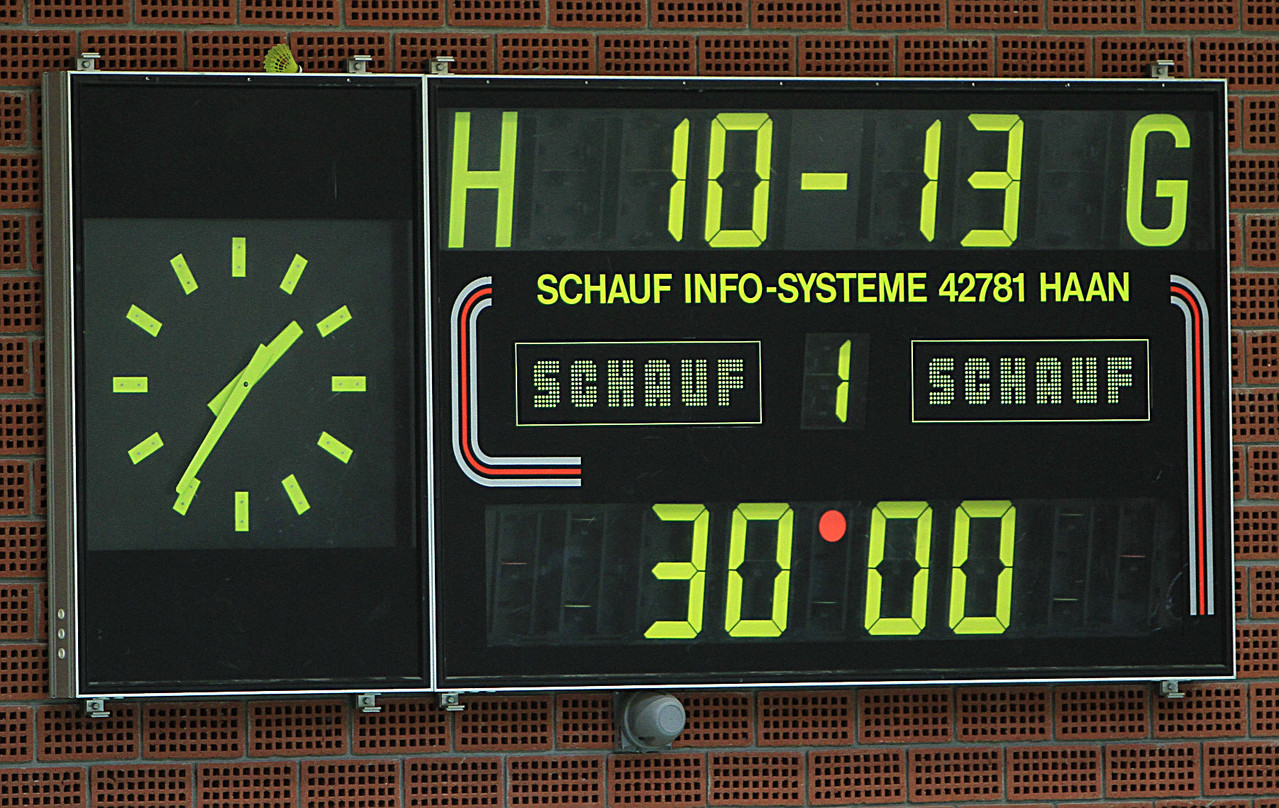 H 10-13 G
SCHAUF INFO-SYSTEME 42781 HAAN
SCHAUF 1 SCHAUF
30:00